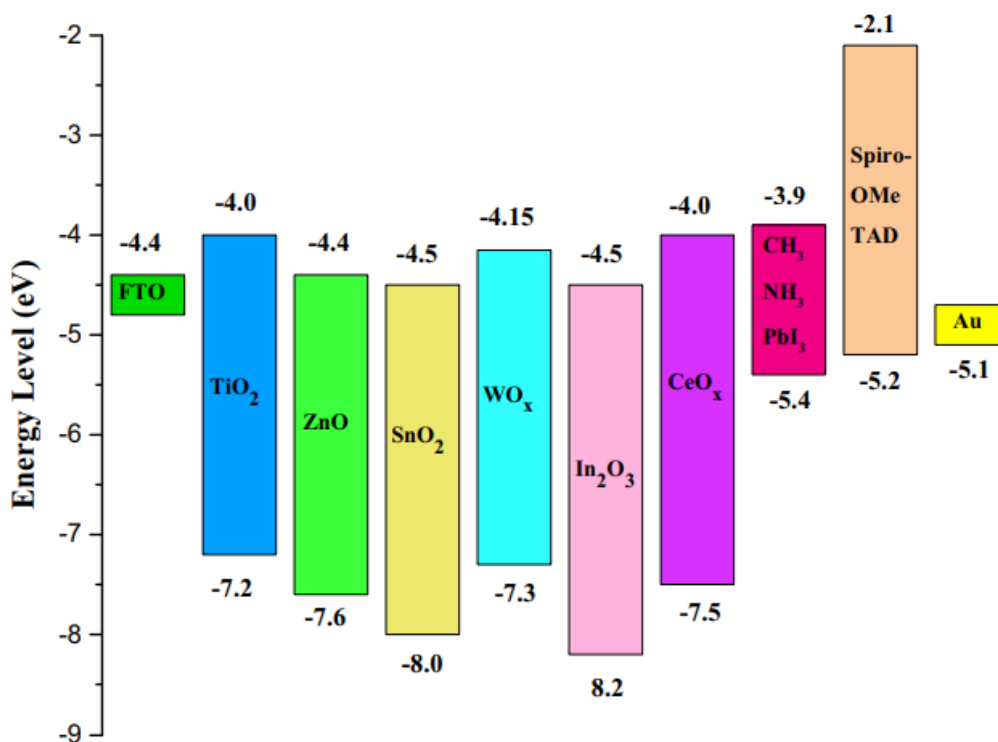 Energy Level (eV)
-2
-3
-4
-5
-6
-7
-8
-9
-4.4
FTO
-4.0
TiO₂
-7.2
-4.4
ZnO
-7.6
-4.5
SnO₂
-8.0
-4.15
WOₓ
-7.3
-4.5
In₂O₃
8.2
-4.0
CeOₓ
-7.5
-3.9
CH₃
NH₃
PbI₃
-5.4
-2.1
Spiro-
OMe
TAD
-5.2
Au
-5.1